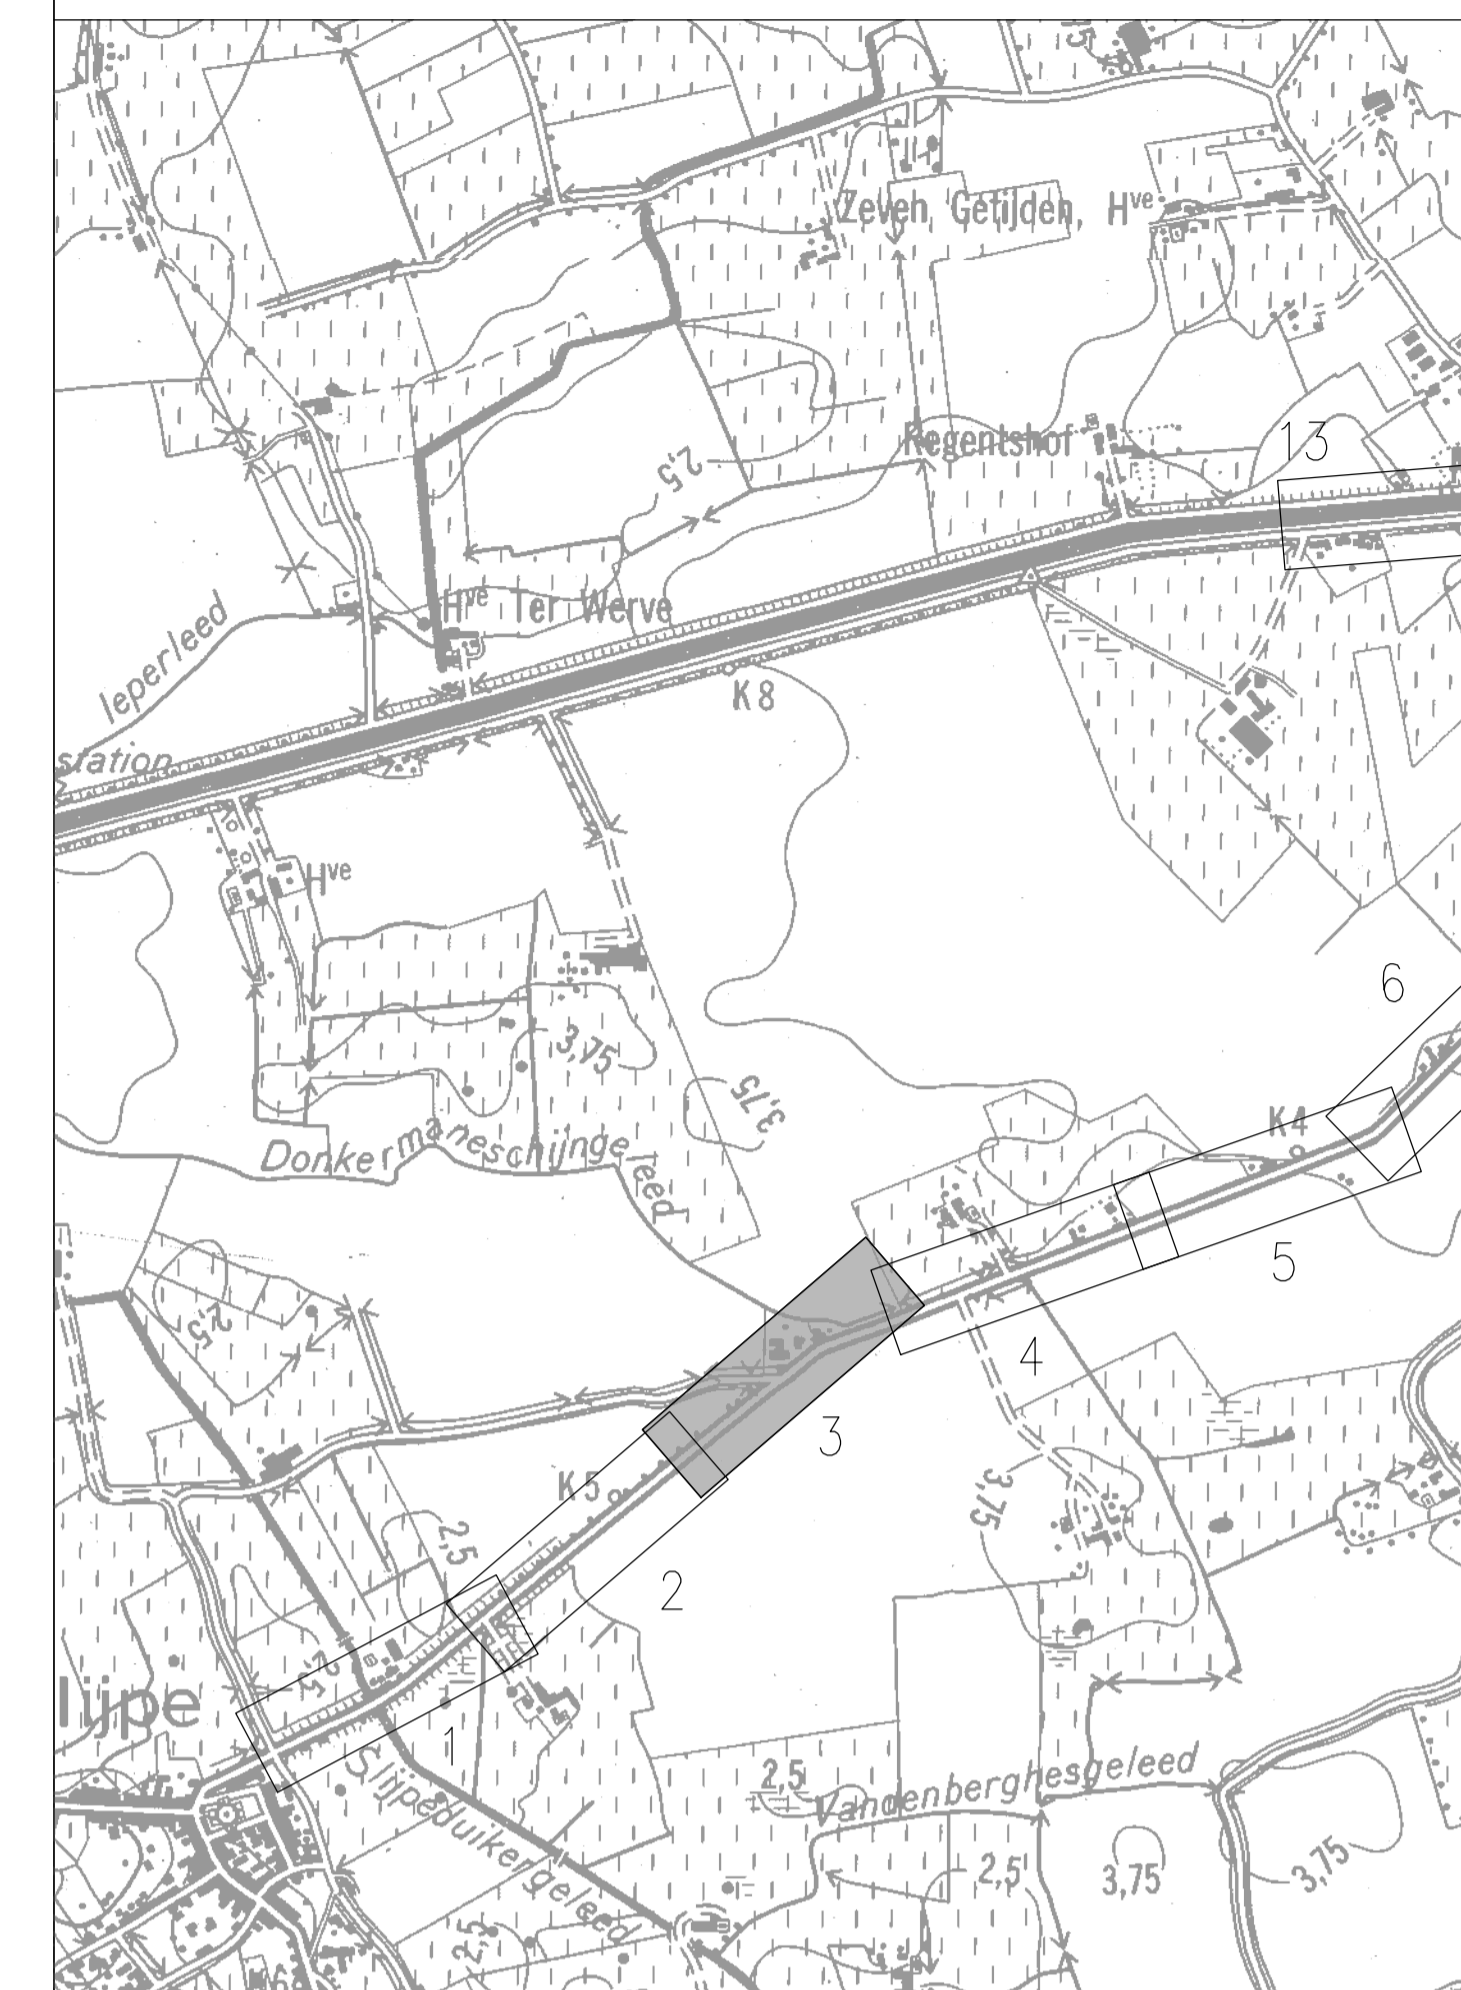 Zeven Getijden, Hve
Regentshof
13
2,5
Hve Ter Werve
Ieperleed
K8
station
Hve
6
3,75
3,75
K4
Donkermaneschijngeleed
5
2,5
4
3
3,75
K5
2,5
2
2,5
lijpe
1
Slijpeduikergeleed
2,5
Vandenberghesgeleed
2,5
3,75
3,75
2,5